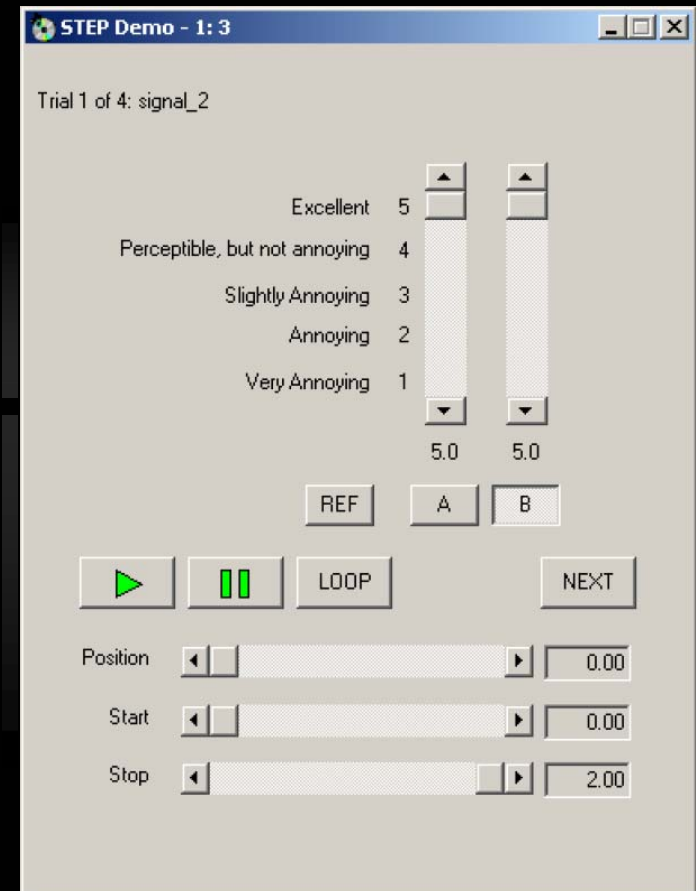 STEP Demo - 1: 3
Trial 1 of 4: signal_2
Excellent 5
Perceptible, but not annoying 4
Slightly Annoying 3
Annoying 2
Very Annoying 1
5.0 5.0
REF A B
LOOP NEXT
Position 0.00
Start 0.00
Stop 2.00